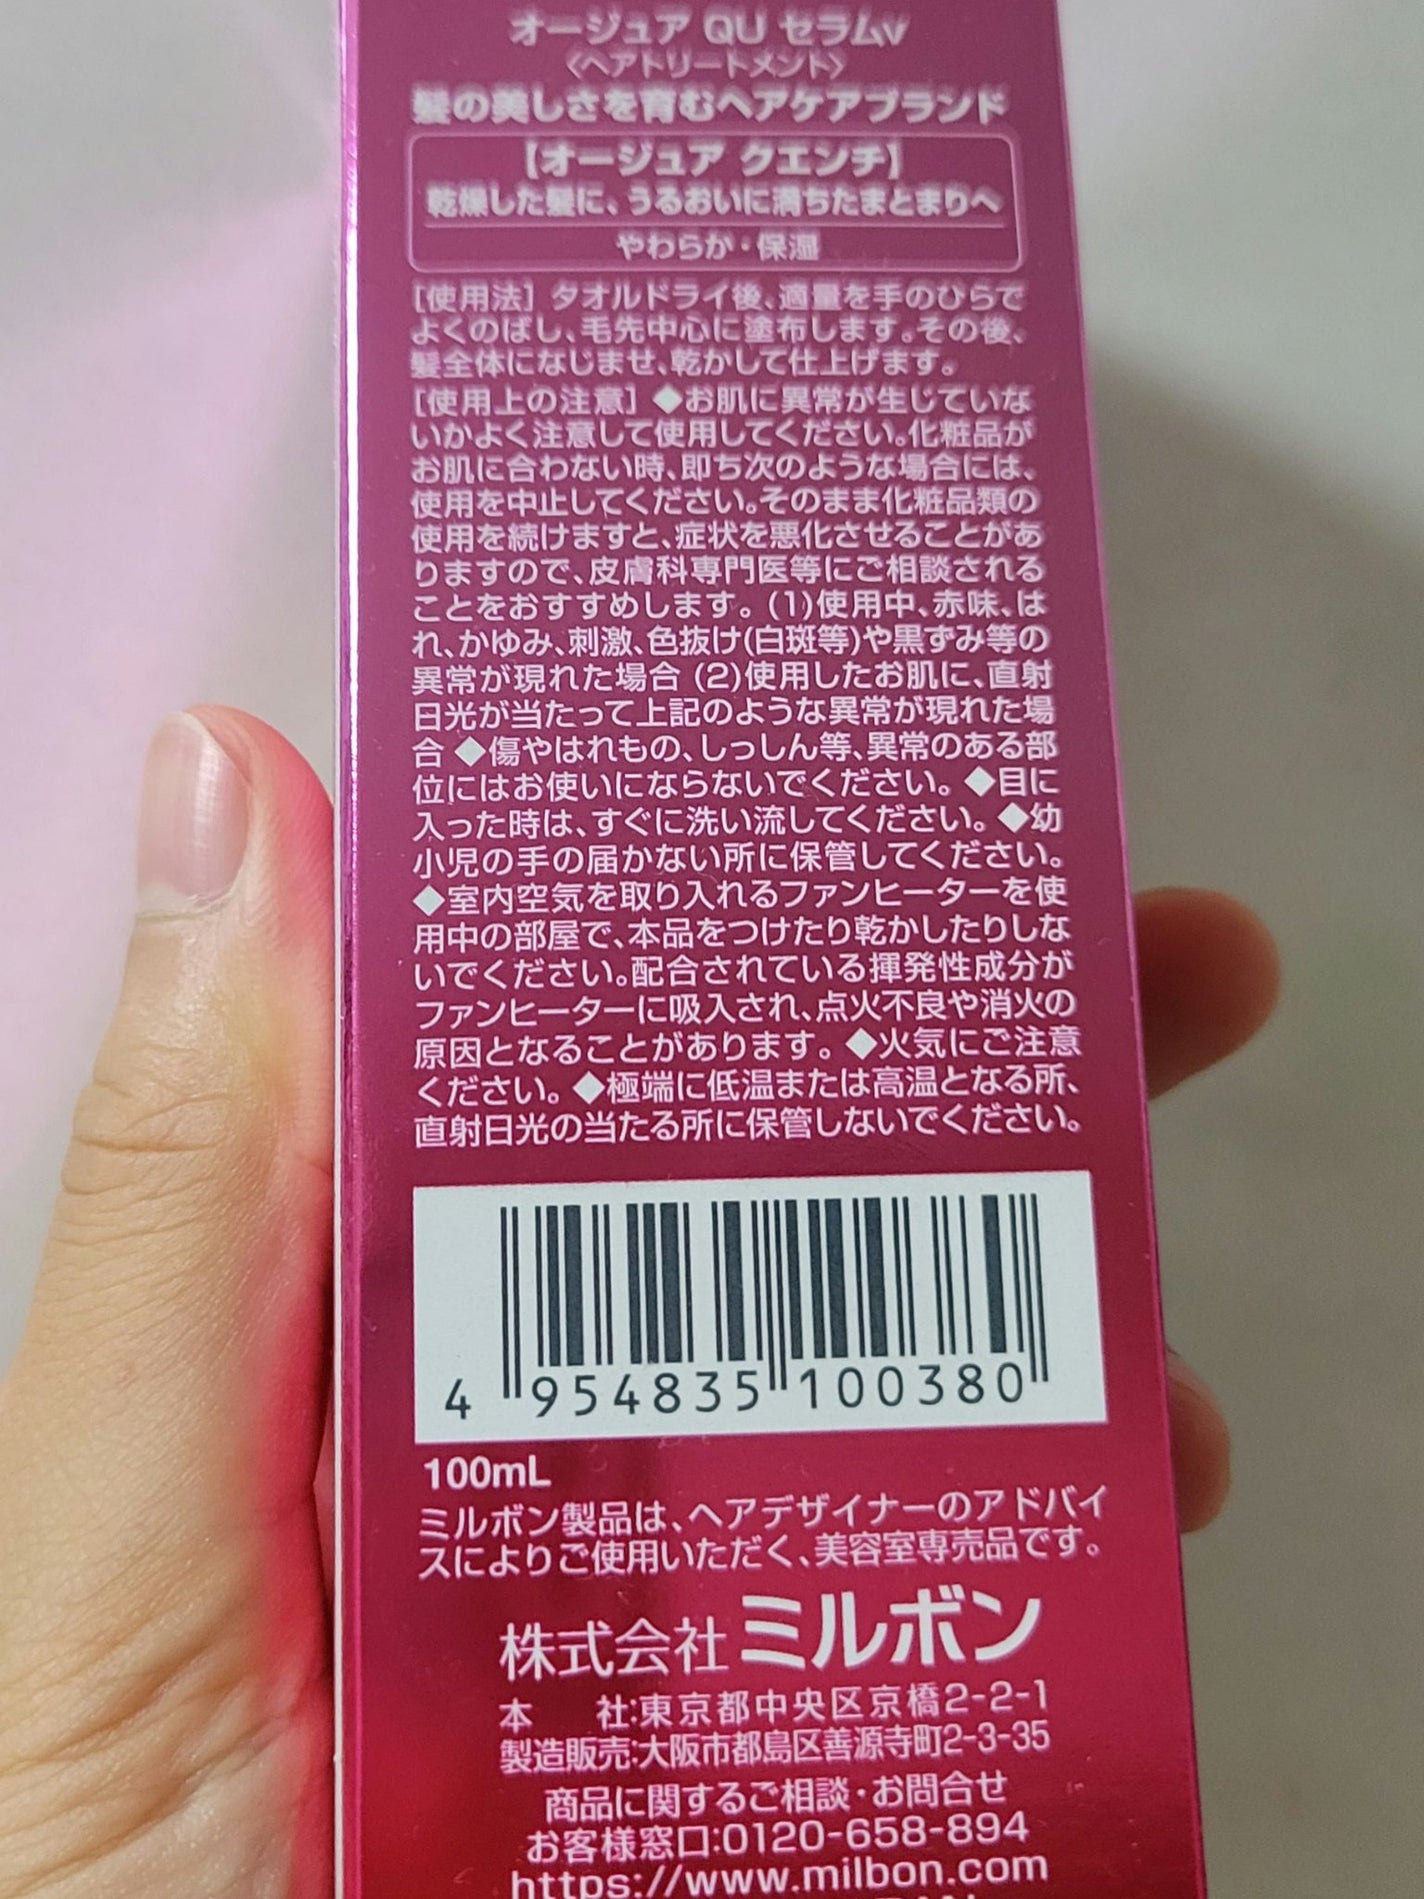 オージュア QU セラムv
〈ヘアトリートメント〉
髪の美しさを育むヘアケアブランド
【オージュア クエンチ】
乾燥した髪に、うるおいに満ちたまとまりへ
やわらか・保湿
[使用法] タオルドライ後、適量を手のひらで
よくのばし、毛先中心に塗布します。その後、
髪全体になじませ、乾かして仕上げます。
[使用上の注意] ◆お肌に異常が生じていな
いかよく注意して使用してください。化粧品が
お肌に合わない時、即ち次のような場合には、
使用を中止してください。そのまま化粧品類の
使用を続けますと、症状を悪化させることがあ
りますので、皮膚科専門医等にご相談される
ことをおすすめします。(1)使用中、赤味、は
れ、かゆみ、刺激、色抜け(白斑等)や黒ずみ等の
異常が現れた場合 (2)使用したお肌に、直射
日光が当たって上記のような異常が現れた場
合 ◆傷やはれもの、しっしん等、異常のある部
位にはお使いにならないでください。◆目に
入った時は、すぐに洗い流してください。◆幼
小児の手の届かない所に保管してください。
◆室内空気を取り入れるファンヒーターを使
用中の部屋で、本品をつけたり乾かしたりしな
いでください。配合されている揮発性成分が
ファンヒーターに吸入され、点火不良や消火の
原因となることがあります。◆火気にご注意
ください。◆極端に低温または高温となる所、
直射日光の当たる所に保管しないでください。
4 954835 100380
100mL
ミルボン製品は、ヘアデザイナーのアドバイ
スによりご使用いただく、美容室専売品です。
株式会社ミルボン
本 社:東京都中央区京橋2-2-1
製造販売:大阪市都島区善源寺町2-3-35
商品に関するご相談・お問合せ
お客様窓口:0120-658-894
https://www.milbon.com